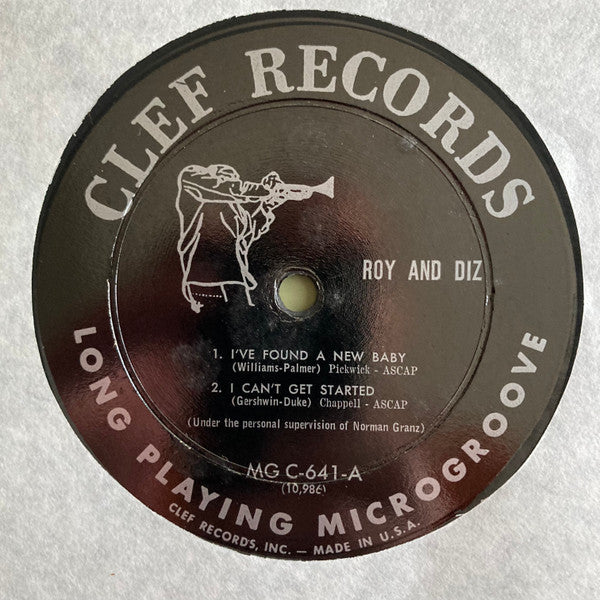 CLEF RECORDS
ROY AND DIZ
1. I'VE FOUND A NEW BABY
(Williams-Palmer) Pickwick - ASCAP
2. I CAN'T GET STARTED
(Gershwin-Duke) Chappell - ASCAP
(Under the personal supervision of Norman Granz)
MG C-641-A
(10,986)
LONG PLAYING MICROGROOVE
CLEF RECORDS, INC. — MADE IN U.S.A.